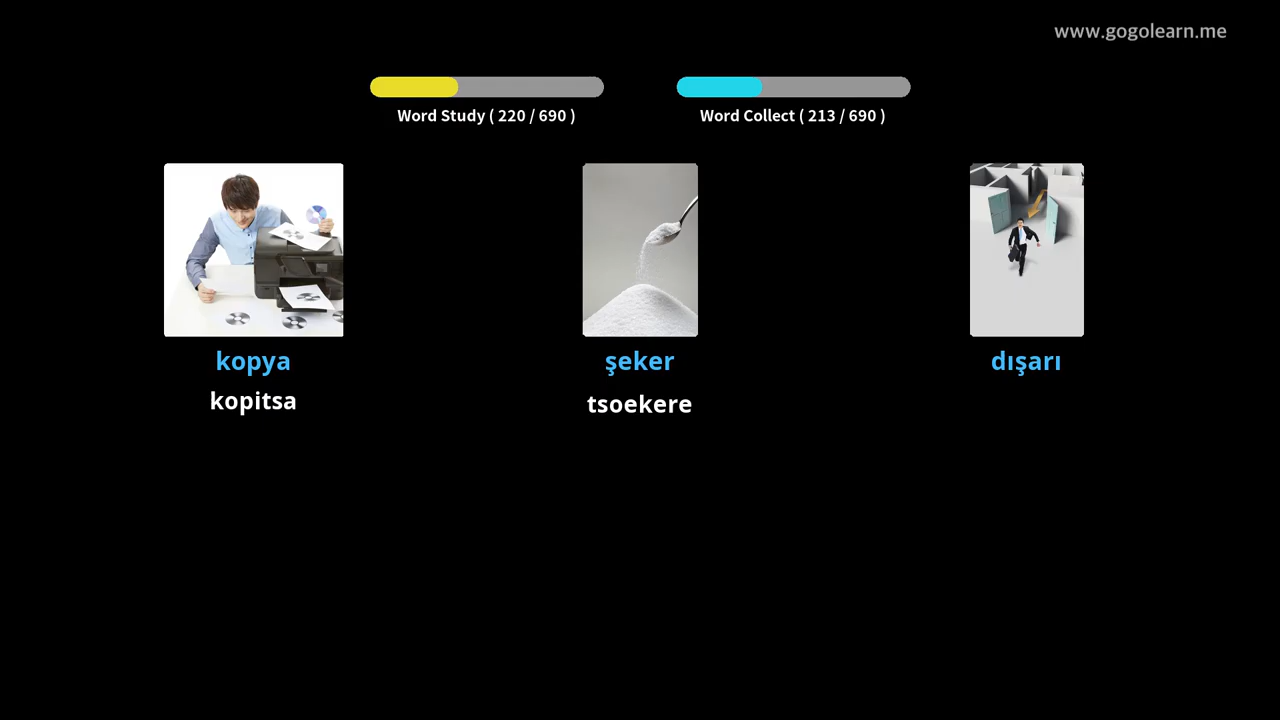 www.gogolearn.me
Word Study ( 220 / 690 )
Word Collect ( 213 / 690 )
kopya
şeker
dışarı
kopitsa
tsoekere